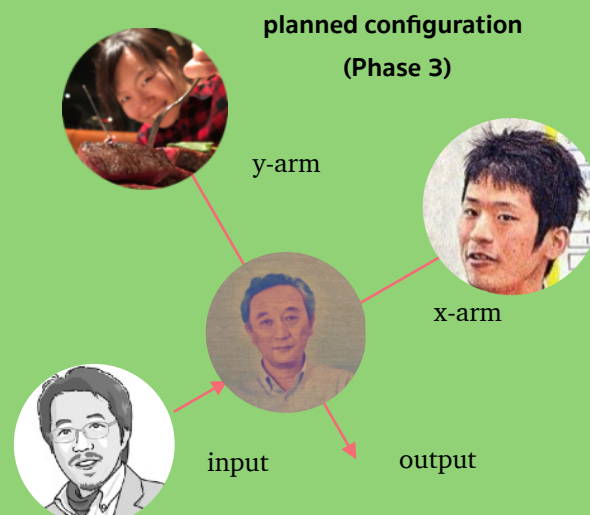 planned configuration
(Phase 3)
y-arm
x-arm
input
output